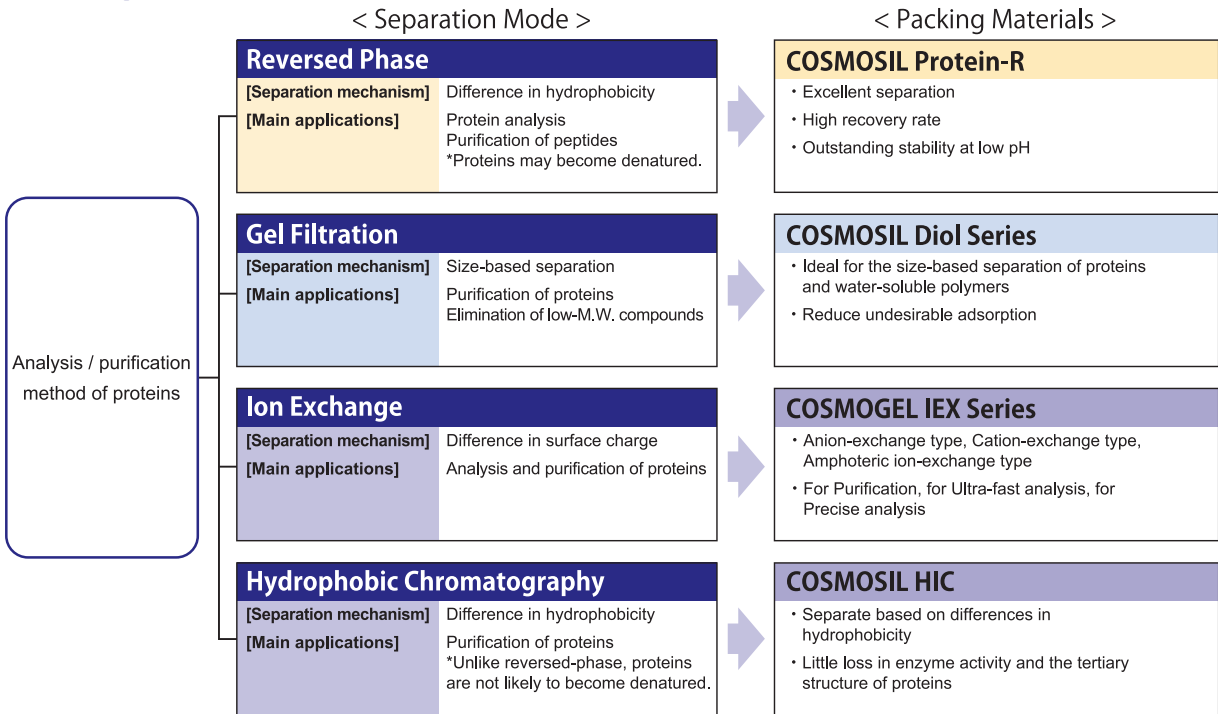 < Separation Mode >
< Packing Materials >
Analysis / purification
method of proteins
Reversed Phase
[Separation mechanism] Difference in hydrophobicity
[Main applications] Protein analysis
Purification of peptides
*Proteins may become denatured.
COSMOSIL Protein-R
・Excellent separation
・High recovery rate
・Outstanding stability at low pH
Gel Filtration
[Separation mechanism] Size-based separation
[Main applications] Purification of proteins
Elimination of low-M.W. compounds
COSMOSIL Diol Series
・Ideal for the size-based separation of proteins
and water-soluble polymers
・Reduce undesirable adsorption
Ion Exchange
[Separation mechanism] Difference in surface charge
[Main applications] Analysis and purification of proteins
COSMOGEL IEX Series
・Anion-exchange type, Cation-exchange type,
Amphoteric ion-exchange type
・For Purification, for Ultra-fast analysis, for
Precise analysis
Hydrophobic Chromatography
[Separation mechanism] Difference in hydrophobicity
[Main applications] Purification of proteins
*Unlike reversed-phase, proteins
are not likely to become denatured.
COSMOSIL HIC
・Separate based on differences in
hydrophobicity
・Little loss in enzyme activity and the tertiary
structure of proteins